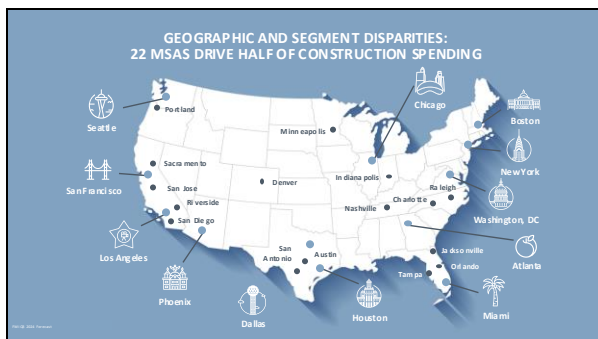 GEOGRAPHIC AND SEGMENT DISPARITIES:
22 MSAS DRIVE HALF OF CONSTRUCTION SPENDING
Chicago
Portland
Boston
Seattle
Minneapolis
New York
Sacramento
San Francisco
San Jose
Denver
Indianapolis
Raleigh
Riverside
Nashville
Charlotte
Washington, DC
San Diego
Los Angeles
San
Antonio
Austin
Jacksonville
Atlanta
Orlando
Tampa
Phoenix
Dallas
Houston
Miami